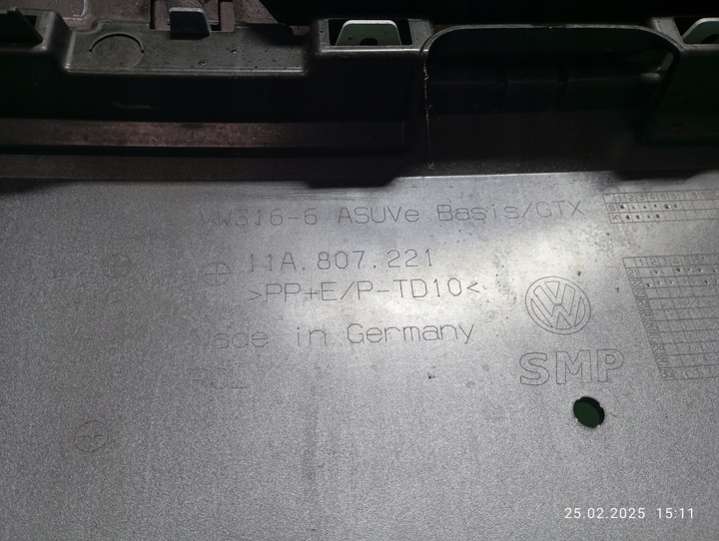 VW316-6 ASUVe Basis/GTX
11A.807.221
>PP+E/P-TD10<
Made in Germany
SMP
25.02.2025 15:11